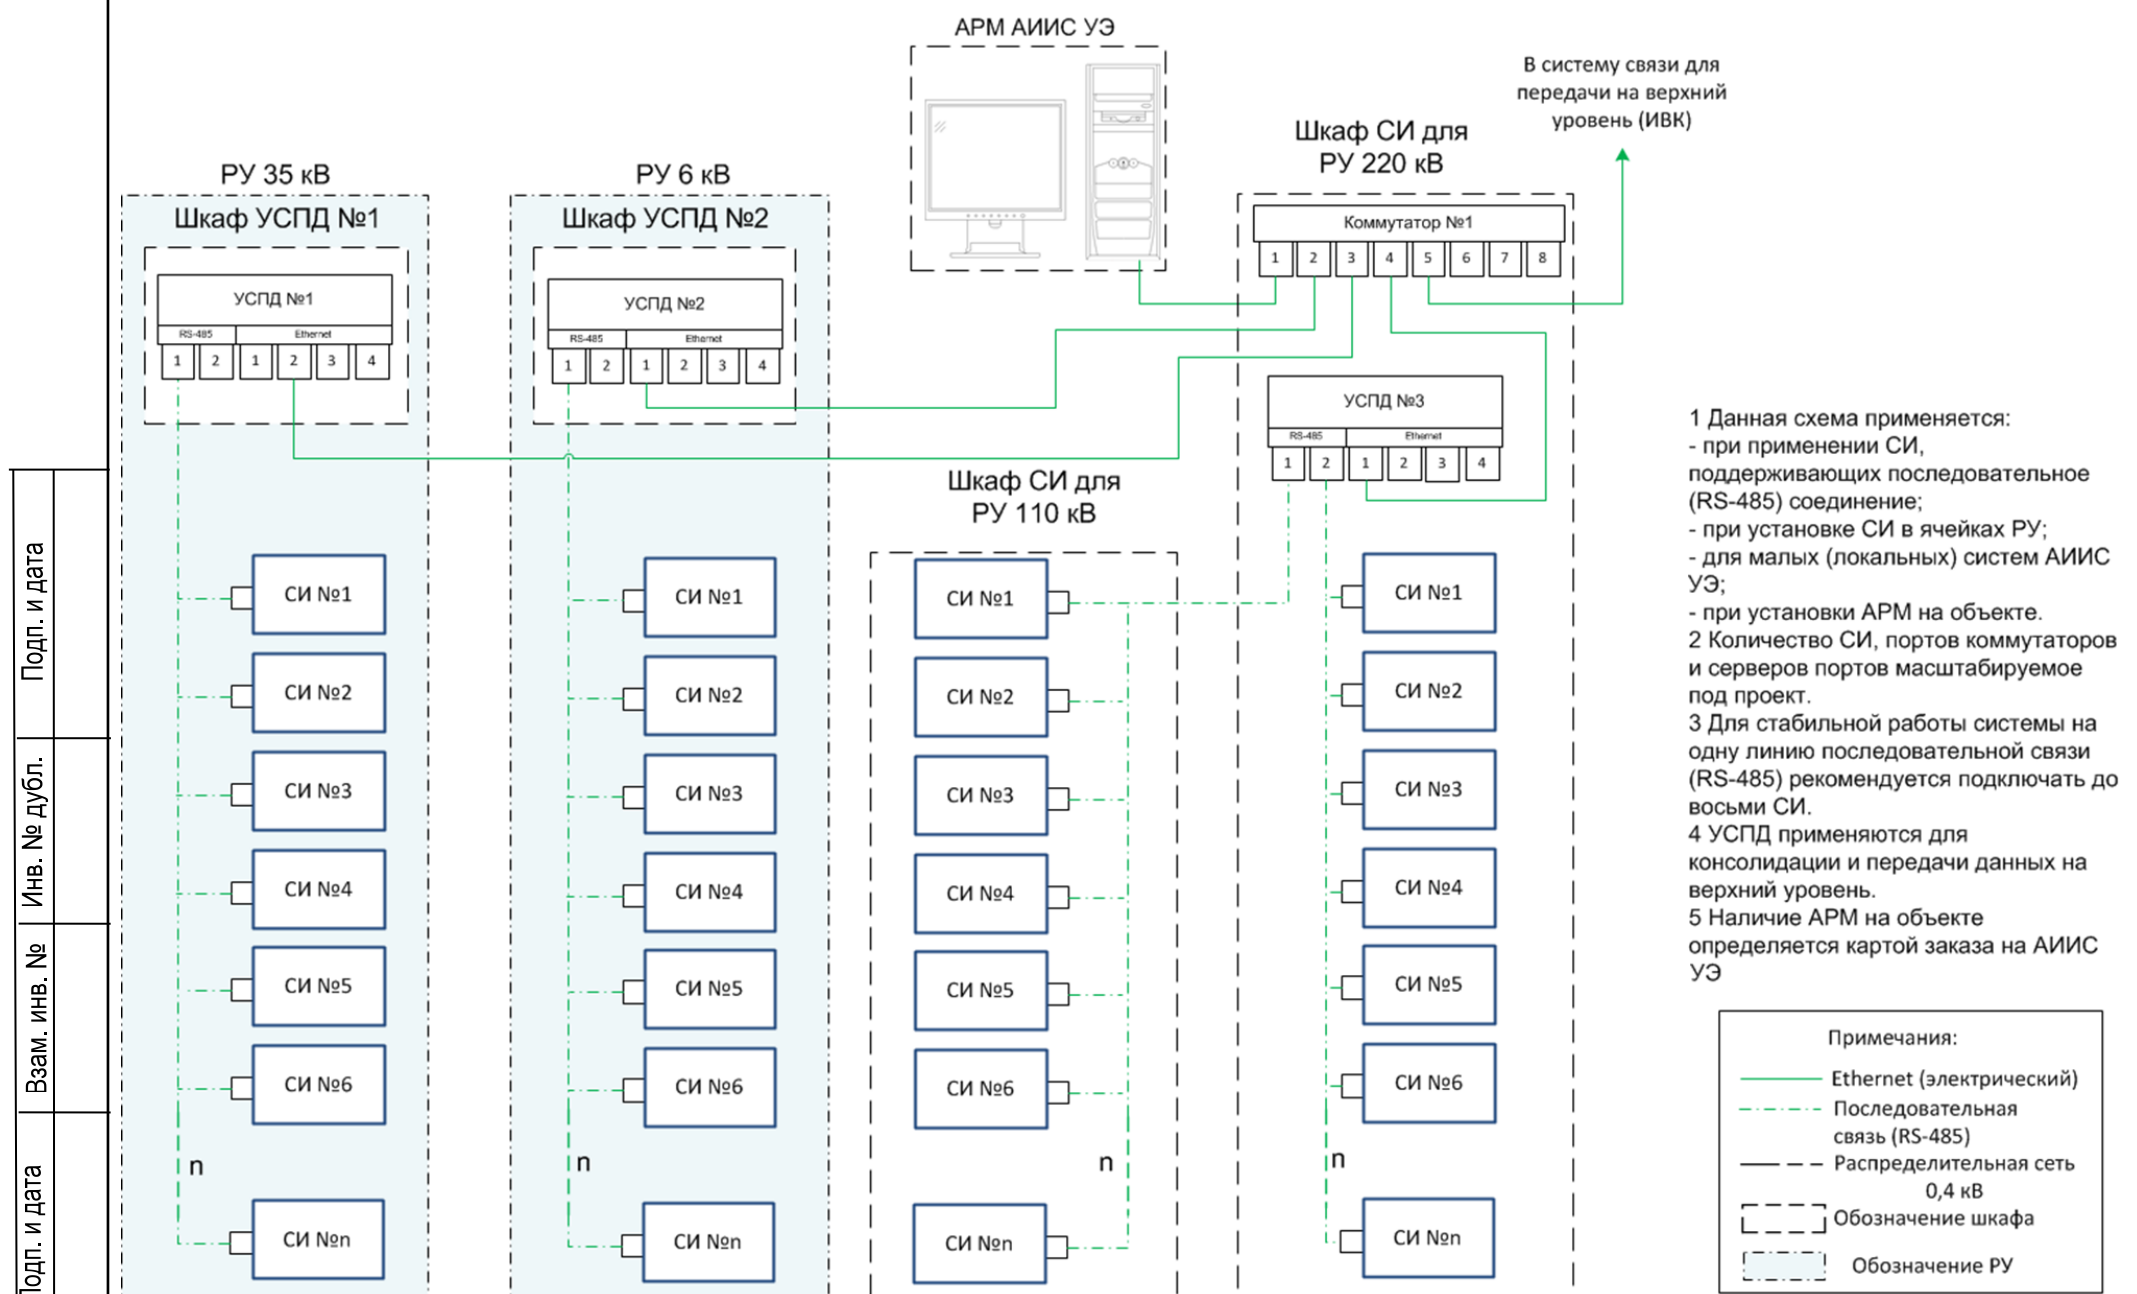 АРМ АИИС УЭ
В систему связи для
передачи на верхний
уровень (ИВК)
Шкаф СИ для
РУ 220 кВ
Коммутатор №1
1 2 3 4 5 6 7 8
РУ 35 кВ
Шкаф УСПД №1
УСПД №1
RS-485 Ethernet
1 2 1 2 3 4
РУ 6 кВ
Шкаф УСПД №2
УСПД №2
RS-485 Ethernet
1 2 1 2 3 4
УСПД №3
RS-485 Ethernet
1 2 1 2 3 4
Шкаф СИ для
РУ 110 кВ
СИ №1
СИ №2
СИ №3
СИ №4
СИ №5
СИ №6
n
СИ №n
СИ №1
СИ №2
СИ №3
СИ №4
СИ №5
СИ №6
n
СИ №n
СИ №1
СИ №2
СИ №3
СИ №4
СИ №5
СИ №6
n
СИ №n
СИ №1
СИ №2
СИ №3
СИ №4
СИ №5
СИ №6
n
СИ №n
1 Данная схема применяется:
- при применении СИ,
поддерживающих последовательное
(RS-485) соединение;
- при установке СИ в ячейках РУ;
- для малых (локальных) систем АИИС
УЭ;
- при установки АРМ на объекте.
2 Количество СИ, портов коммутаторов
и серверов портов масштабируемое
под проект.
3 Для стабильной работы системы на
одну линию последовательной связи
(RS-485) рекомендуется подключать до
восьми СИ.
4 УСПД применяются для
консолидации и передачи данных на
верхний уровень.
5 Наличие АРМ на объекте
определяется картой заказа на АИИС
УЭ
Примечания:
Ethernet (электрический)
Последовательная
связь (RS-485)
Распределительная сеть
0,4 кВ
Обозначение шкафа
Обозначение РУ
Подп. и дата
Инв. № дубл.
Взам. инв. №
Подп. и дата